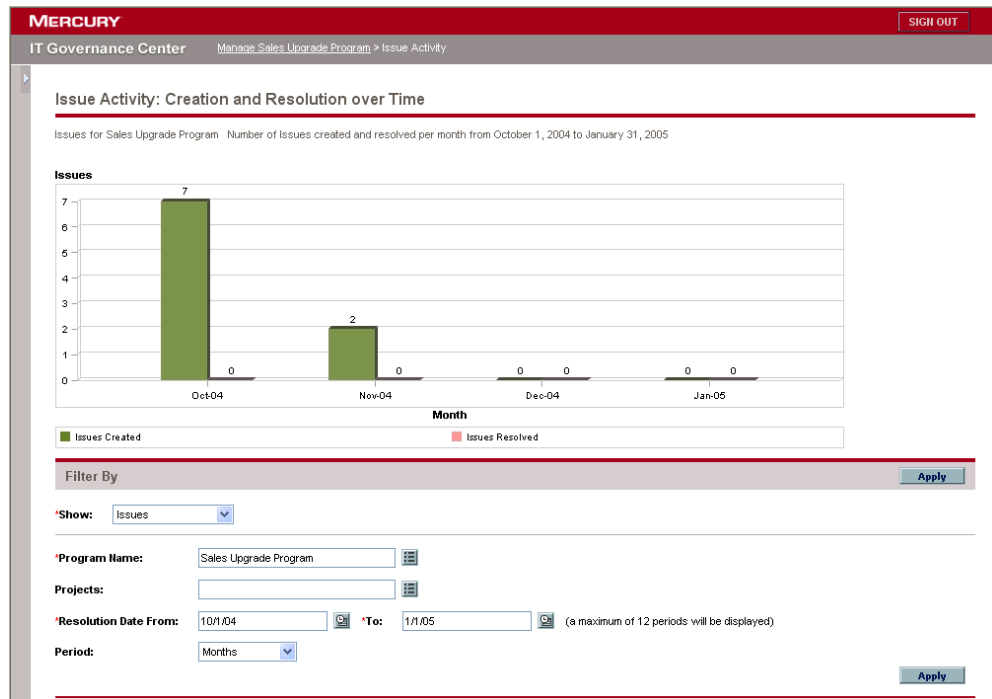 MERCURY
SIGN OUT
IT Governance Center
Manage Sales Upgrade Program > Issue Activity
Issue Activity: Creation and Resolution over Time
Issues for Sales Upgrade Program Number of Issues created and resolved per month from October 1, 2004 to January 31, 2005
Issues
7
6
5
4
3
2
1
0
7
0
2
0
0
0
0
0
Oct-04
Nov-04
Dec-04
Jan-05
Month
Issues Created
Issues Resolved
Filter By
Apply
*Show: Issues
*Program Name: Sales Upgrade Program
Projects:
*Resolution Date From: 10/1/04 *To: 1/1/05 (a maximum of 12 periods will be displayed)
Period: Months
Apply